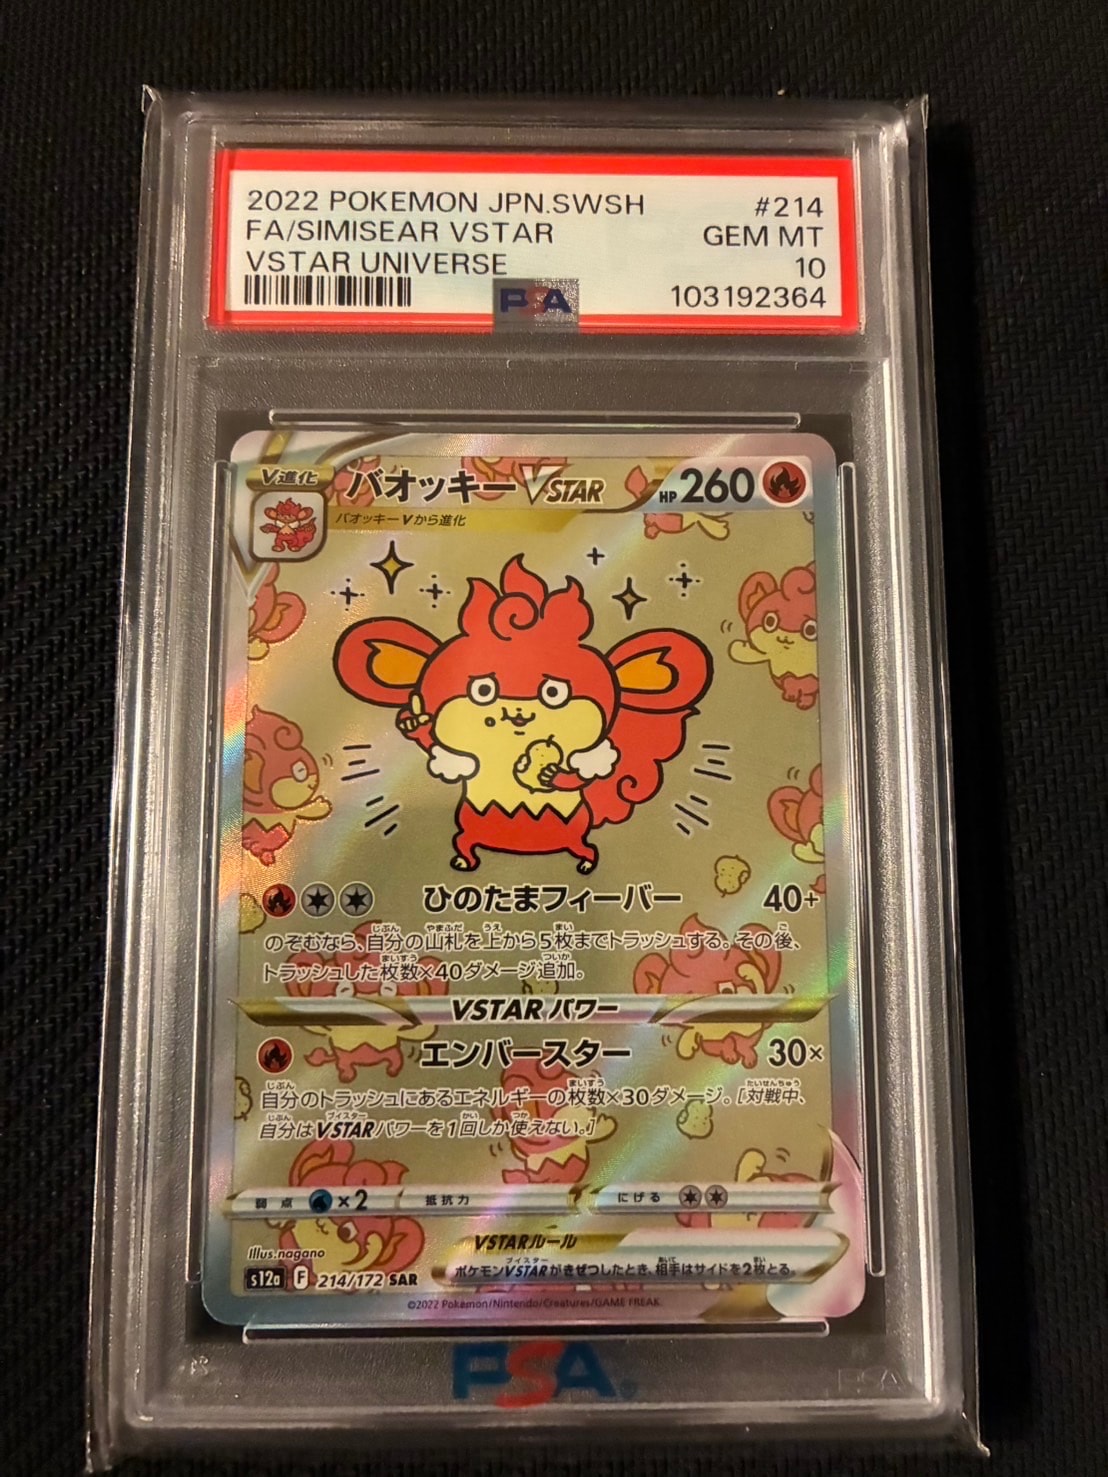 2022 POKEMON JPN.SWSH #214
FA/SIMISEAR VSTAR GEM MT
VSTAR UNIVERSE 10
PSA 103192364
V進化 バオッキーVSTAR HP 260
バオッキーVから進化
ひのたまフィーバー 40+
のぞむなら、自分の山札を上から5枚までトラッシュする。その後、
トラッシュした枚数×40ダメージ追加。
VSTARパワー
エンバースター 30×
自分のトラッシュにあるエネルギーの枚数×30ダメージ。[対戦中、
自分はVSTARパワーを1回しか使えない。]
弱点 ×2 抵抗力 にげる
Illus.nagano VSTARルール
s12a F 214/172 SAR ポケモンVSTARがきぜつしたとき、相手はサイドを2枚とる。
©2022 Pokémon/Nintendo/Creatures/GAME FREAK
PSA
PSA